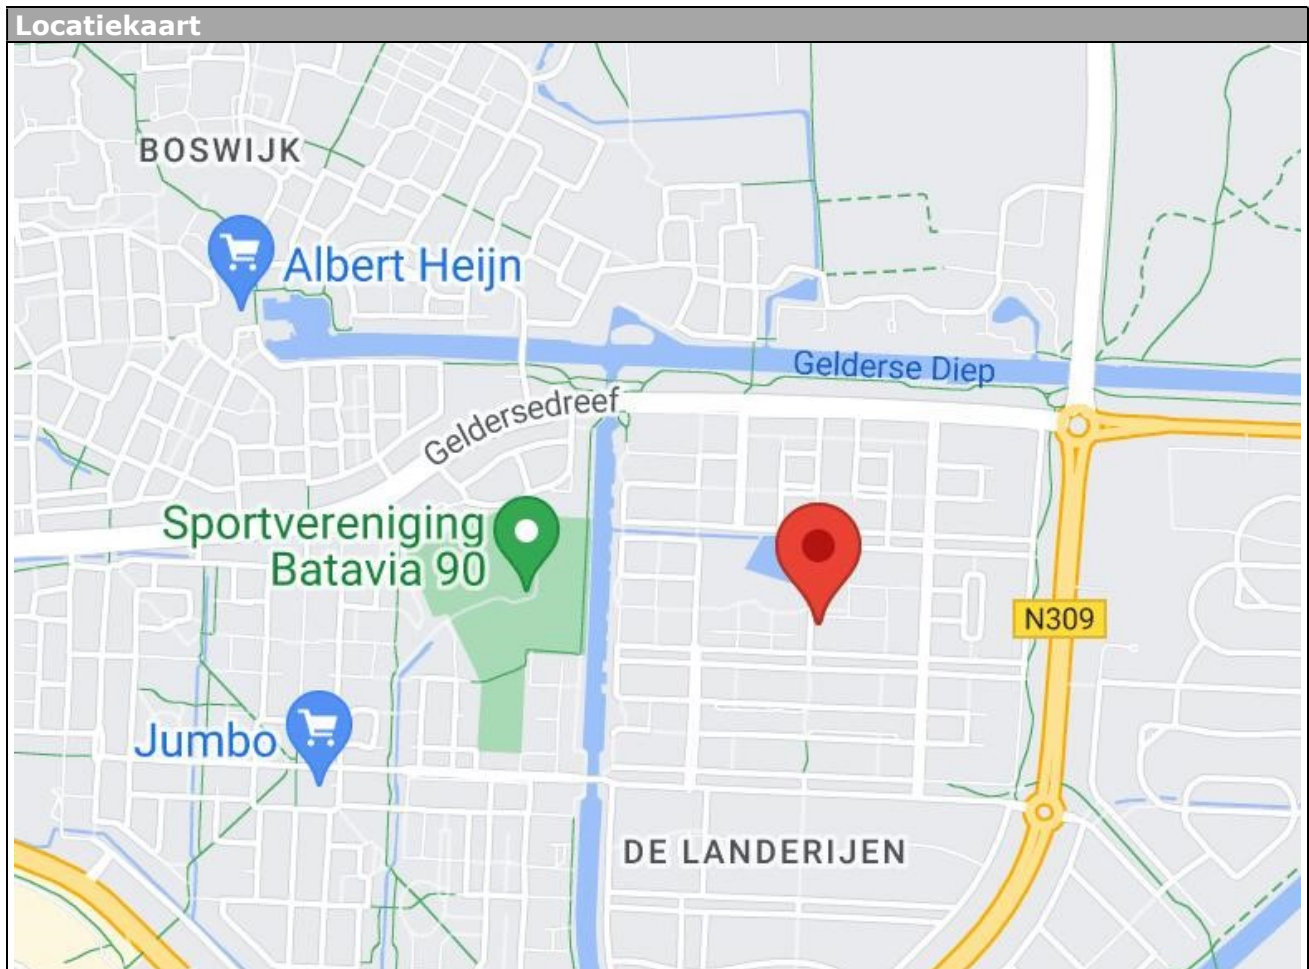 Locatiekaart
BOSWIJK
Albert Heijn
Gelderse Diep
Geldersedreef
Sportvereniging
Batavia 90
N309
Jumbo
DE LANDERIJEN